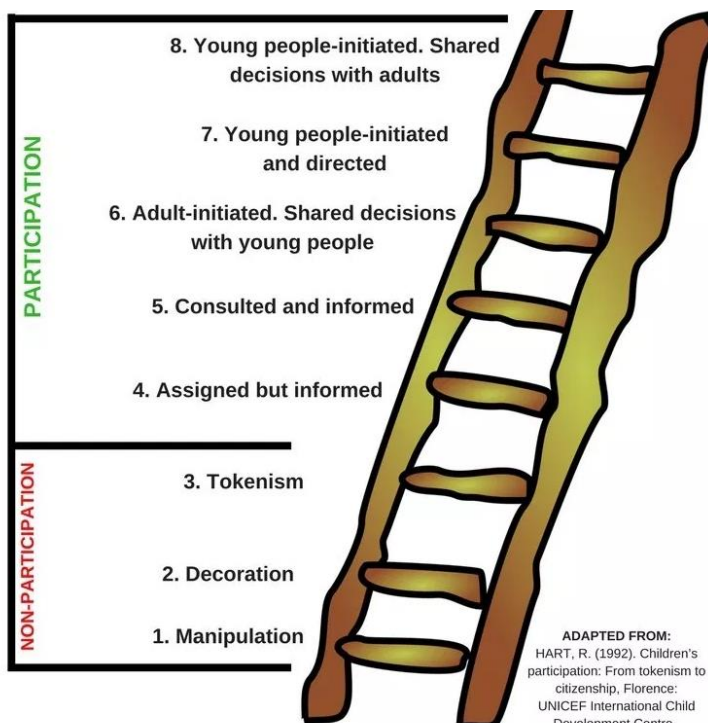 8. Young people-initiated. Shared
decisions with adults
7. Young people-initiated
and directed
6. Adult-initiated. Shared decisions
with young people
5. Consulted and informed
4. Assigned but informed
3. Tokenism
2. Decoration
1. Manipulation
PARTICIPATION
NON-PARTICIPATION
ADAPTED FROM:
HART, R. (1992). Children's
participation: From tokenism to
citizenship, Florence:
UNICEF International Child
Development Centre